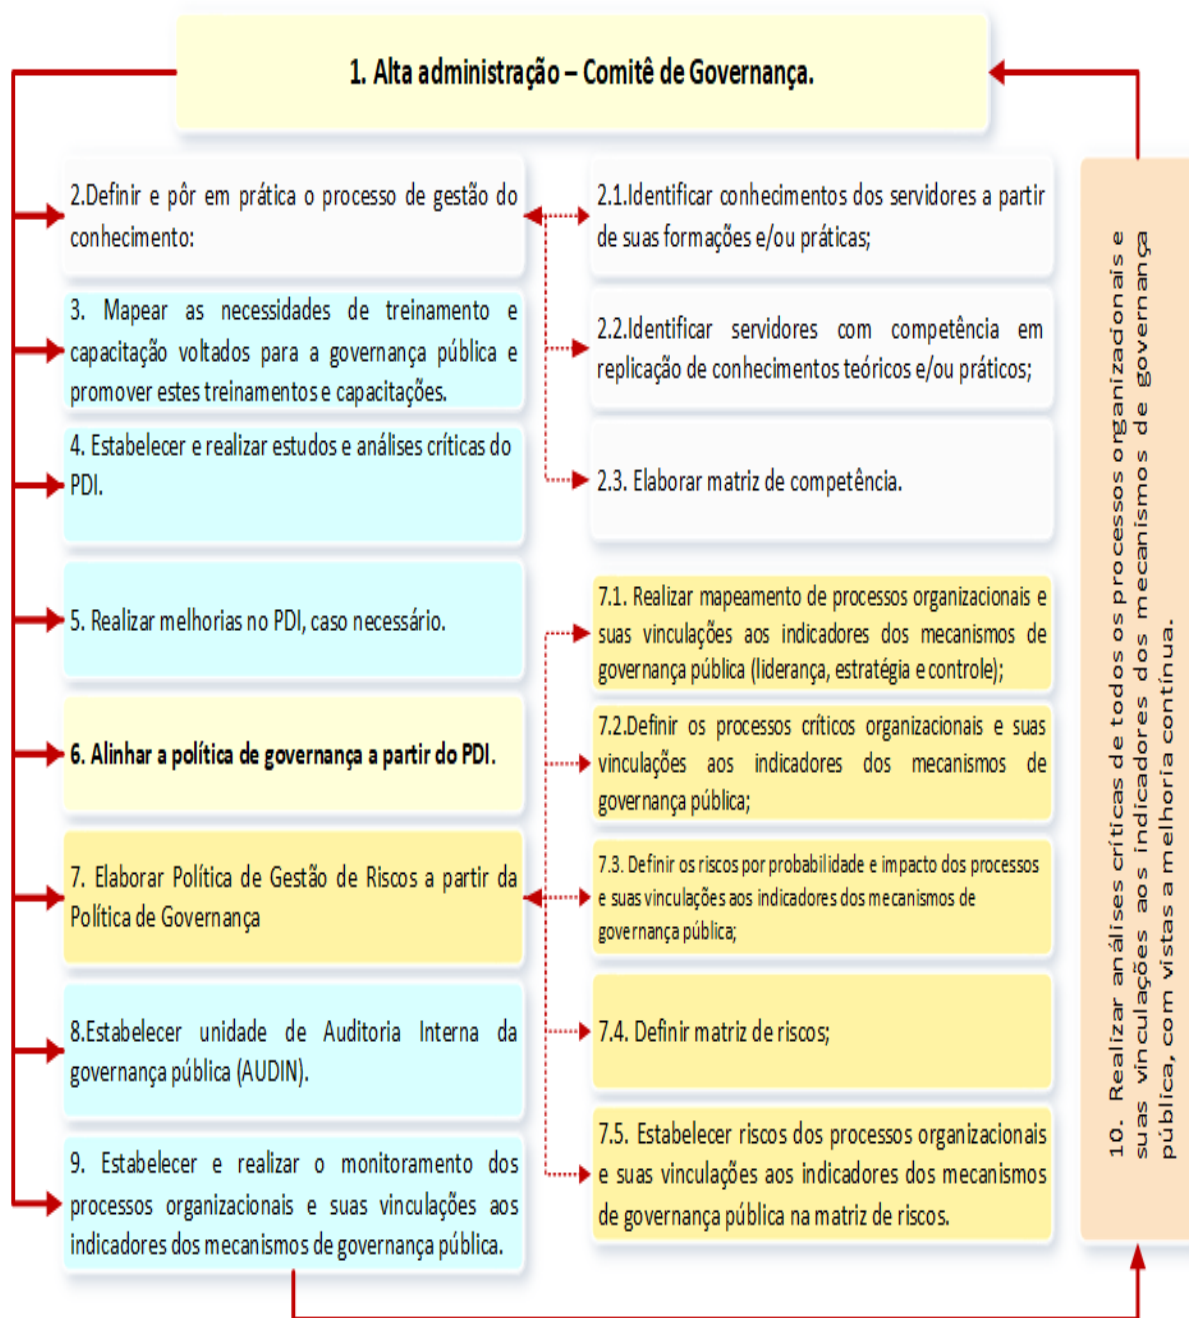 1. Alta administração – Comitê de Governança.
2.Definir e pôr em prática o processo de gestão do
conhecimento:
2.1.Identificar conhecimentos dos servidores a partir
de suas formações e/ou práticas;
3. Mapear as necessidades de treinamento e
capacitação voltados para a governança pública e
promover estes treinamentos e capacitações.
2.2.Identificar servidores com competência em
replicação de conhecimentos teóricos e/ou práticos;
4. Estabelecer e realizar estudos e análises críticas do
PDI.
2.3. Elaborar matriz de competência.
5. Realizar melhorias no PDI, caso necessário.
7.1. Realizar mapeamento de processos organizacionais e
suas vinculações aos indicadores dos mecanismos de
governança pública (liderança, estratégia e controle);
6. Alinhar a política de governança a partir do PDI.
7.2.Definir os processos críticos organizacionais e suas
vinculações aos indicadores dos mecanismos de
governança pública;
7. Elaborar Política de Gestão de Riscos a partir da
Política de Governança
7.3. Definir os riscos por probabilidade e impacto dos processos
e suas vinculações aos indicadores dos mecanismos de
governança pública;
8.Estabelecer unidade de Auditoria Interna da
governança pública (AUDIN).
7.4. Definir matriz de riscos;
9. Estabelecer e realizar o monitoramento dos
processos organizacionais e suas vinculações aos
indicadores dos mecanismos de governança pública.
7.5. Estabelecer riscos dos processos organizacionais
e suas vinculações aos indicadores dos mecanismos
de governança pública na matriz de riscos.
10. Realizar análises críticas de todos os processos organizacionais e
suas vinculações aos indicadores dos mecanismos de governança
pública, com vistas a melhoria contínua.